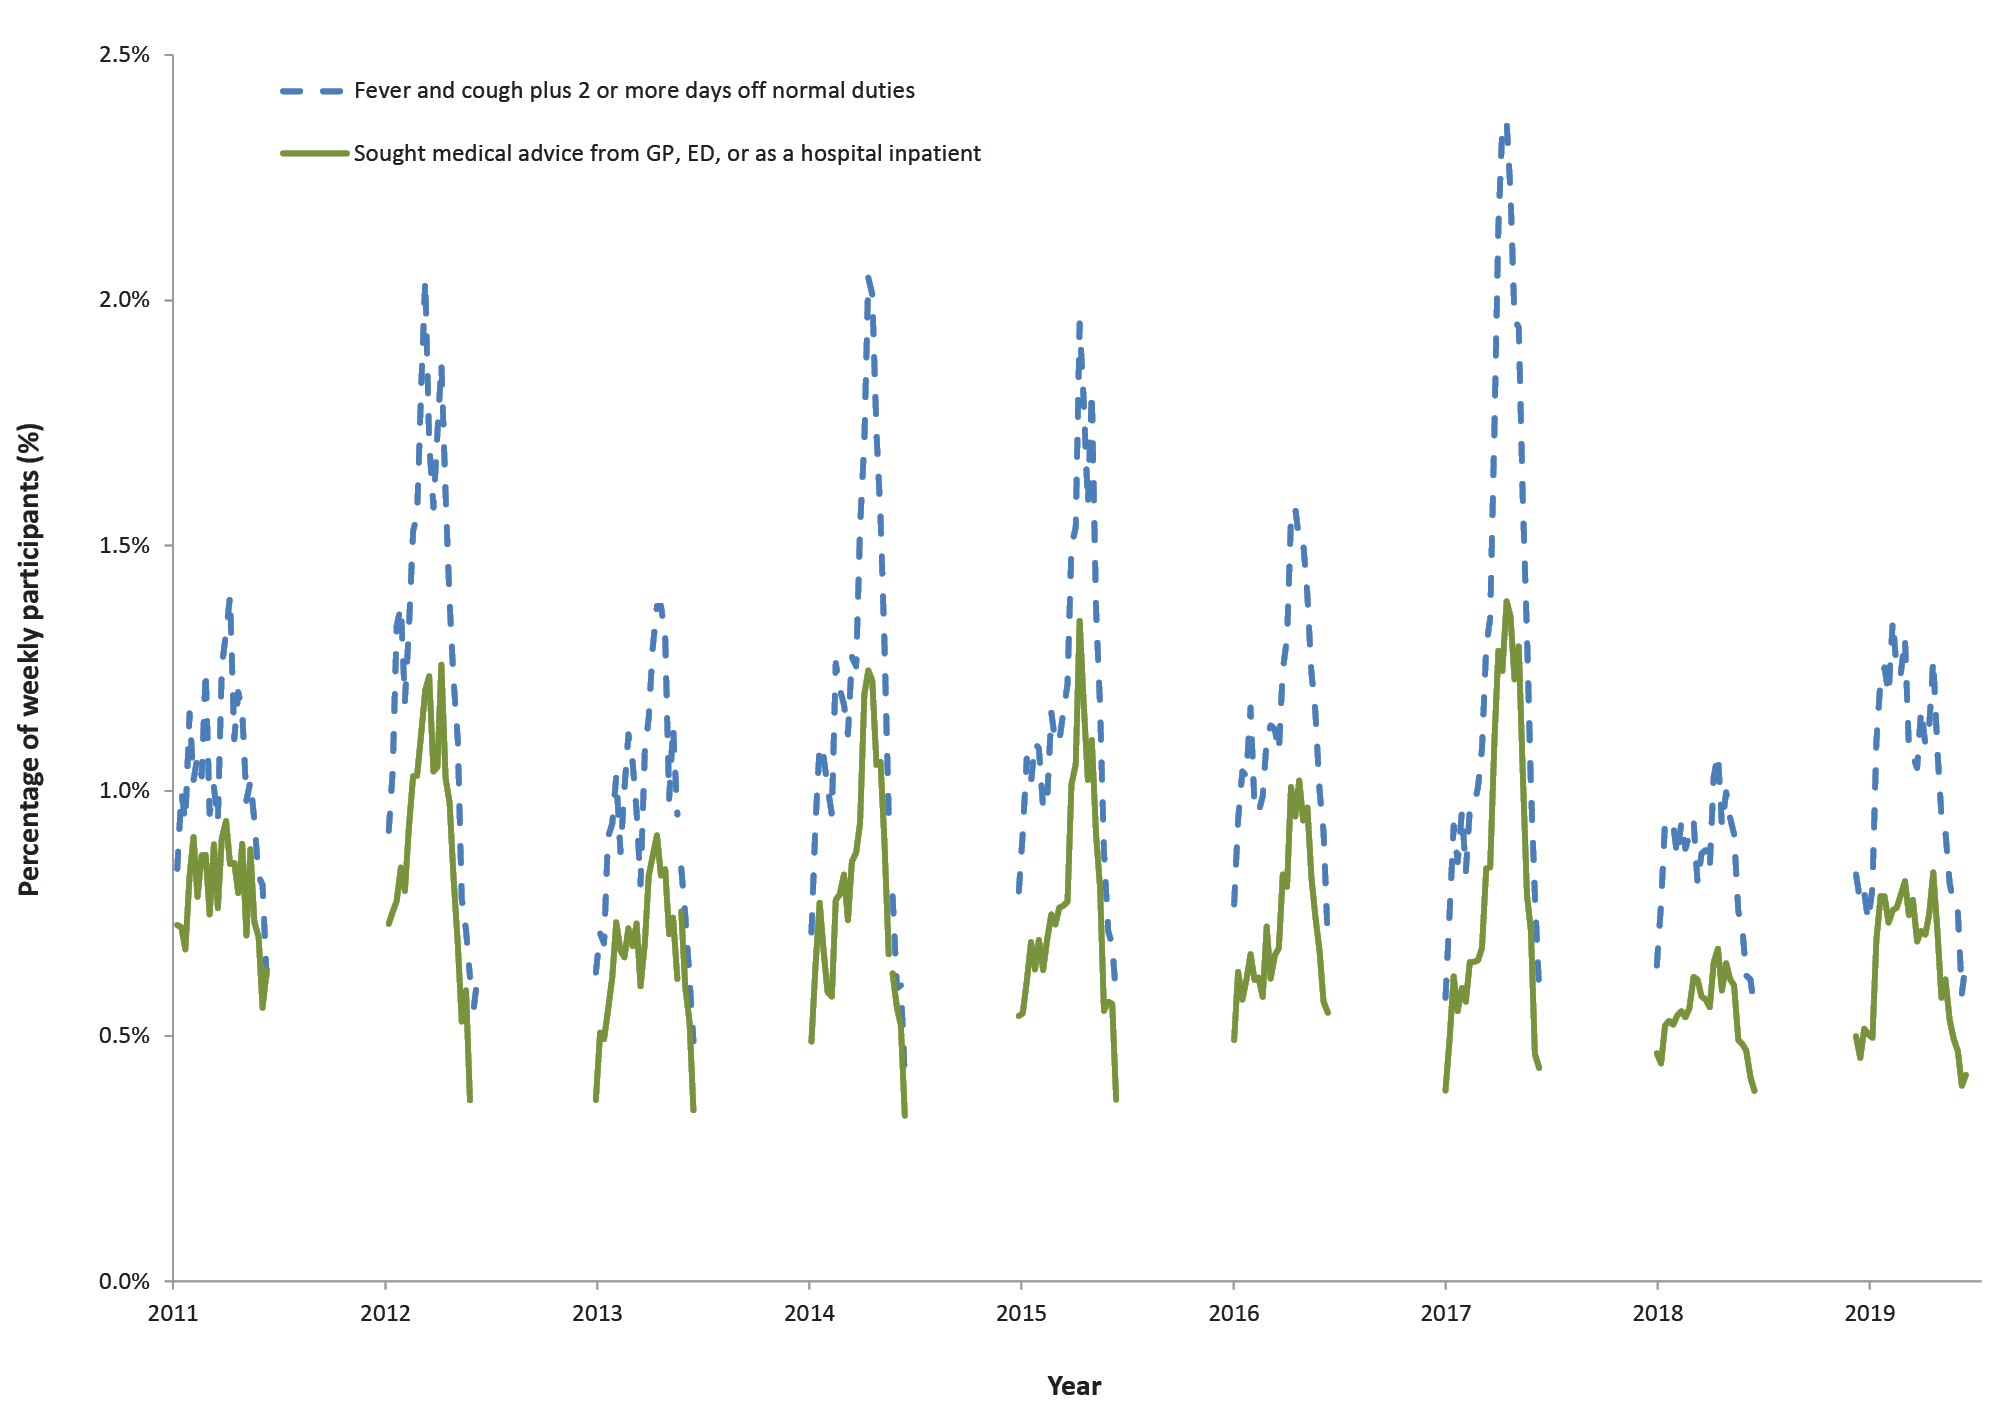 2.5%
Fever and cough plus 2 or more days off normal duties
Sought medical advice from GP, ED, or as a hospital inpatient
2.0%
1.5%
1.0%
0.5%
0.0%
Percentage of weekly participants (%)
2011 2012 2013 2014 2015 2016 2017 2018 2019
Year